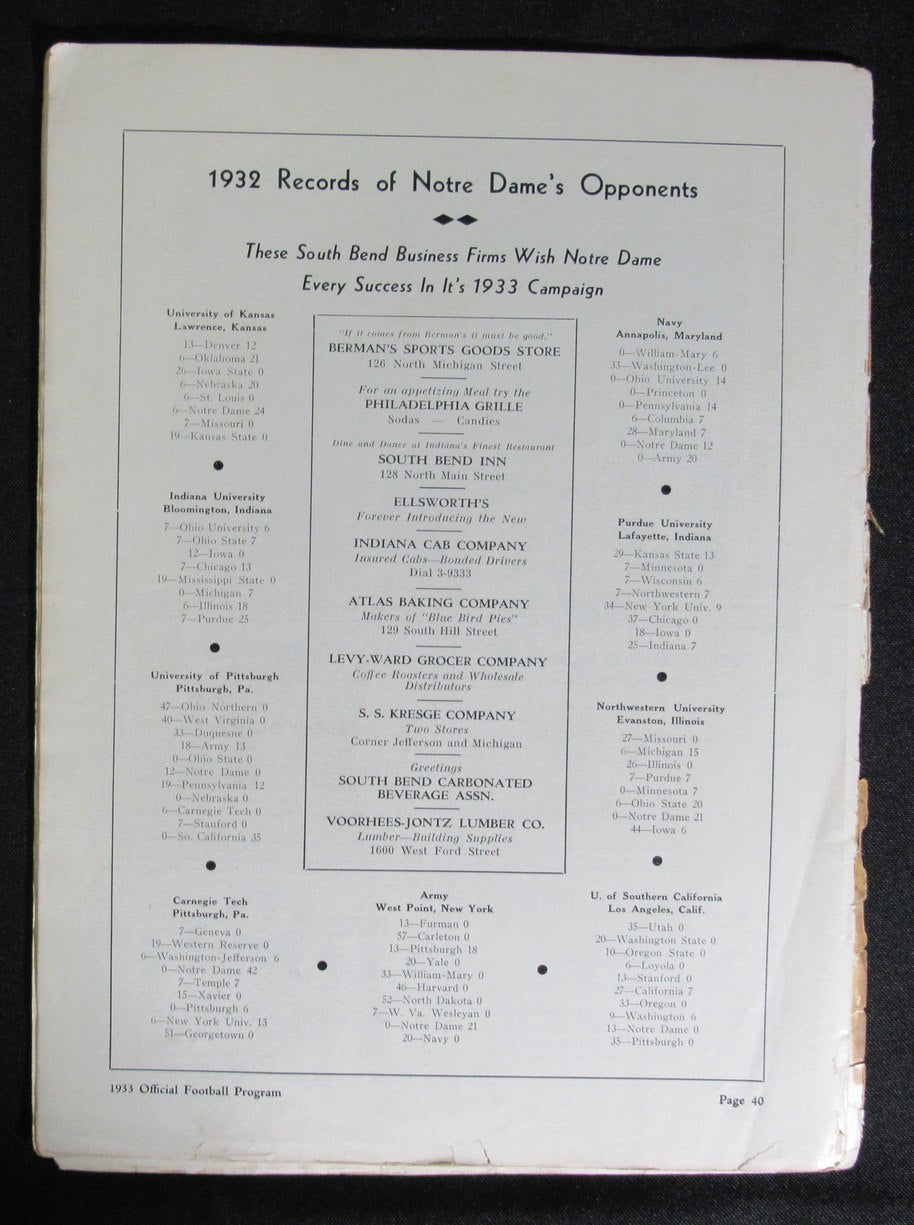 1932 Records of Notre Dame's Opponents
These South Bend Business Firms Wish Notre Dame
Every Success In It's 1933 Campaign
University of Kansas
Lawrence, Kansas
13—Denver 12
6—Oklahoma 21
26—Iowa State 0
6—Nebraska 20
6—St. Louis 0
6—Notre Dame 24
7—Missouri 0
19—Kansas State 0
Indiana University
Bloomington, Indiana
7—Ohio University 6
7—Ohio State 7
12—Iowa 0
7—Chicago 13
19—Mississippi State 0
0—Michigan 7
6—Illinois 18
7—Purdue 25
University of Pittsburgh
Pittsburgh, Pa.
47—Ohio Northern 0
40—West Virginia 0
33—Duquesne 0
18—Army 13
0—Ohio State 0
12—Notre Dame 0
19—Pennsylvania 12
0—Nebraska 0
6—Carnegie Tech 0
7—Stanford 0
0—So. California 35
Carnegie Tech
Pittsburgh, Pa.
7—Geneva 0
19—Western Reserve 0
6—Washington-Jefferson 6
0—Notre Dame 42
7—Temple 7
15—Xavier 0
0—Pittsburgh 6
6—New York Univ. 13
51—Georgetown 0
"If it comes from Berman's it must be good."
BERMAN'S SPORTS GOODS STORE
126 North Michigan Street
For an appetizing Meal try the
PHILADELPHIA GRILLE
Sodas — Candies
Dine and Dance at Indiana's Finest Restaurant
SOUTH BEND INN
128 North Main Street
ELLSWORTH'S
Forever Introducing the New
INDIANA CAB COMPANY
Insured Cabs—Bonded Drivers
Dial 3-9333
ATLAS BAKING COMPANY
Makers of "Blue Bird Pies"
129 South Hill Street
LEVY-WARD GROCER COMPANY
Coffee Roasters and Wholesale
Distributors
S. S. KRESGE COMPANY
Two Stores
Corner Jefferson and Michigan
Greetings
SOUTH BEND CARBONATED
BEVERAGE ASSN.
VOORHEES-JONTZ LUMBER CO.
Lumber—Building Supplies
1600 West Ford Street
Army
West Point, New York
13—Furman 0
57—Carleton 0
13—Pittsburgh 18
20—Yale 0
33—William-Mary 0
46—Harvard 0
52—North Dakota 0
7—W. Va. Wesleyan 0
0—Notre Dame 21
20—Navy 0
Navy
Annapolis, Maryland
0—William-Mary 6
33—Washington-Lee 0
0—Ohio University 14
0—Princeton 0
0—Pennsylvania 14
6—Columbia 7
28—Maryland 7
0—Notre Dame 12
0—Army 20
Purdue University
Lafayette, Indiana
29—Kansas State 13
7—Minnesota 0
7—Wisconsin 6
7—Northwestern 7
34—New York Univ. 9
37—Chicago 0
18—Iowa 0
25—Indiana 7
Northwestern University
Evanston, Illinois
27—Missouri 0
6—Michigan 15
26—Illinois 0
7—Purdue 7
0—Minnesota 7
6—Ohio State 20
0—Notre Dame 21
44—Iowa 6
U. of Southern California
Los Angeles, Calif.
35—Utah 0
20—Washington State 0
10—Oregon State 0
6—Loyola 0
13—Stanford 0
27—California 7
33—Oregon 0
9—Washington 6
13—Notre Dame 0
35—Pittsburgh 0
1933 Official Football Program
Page 40